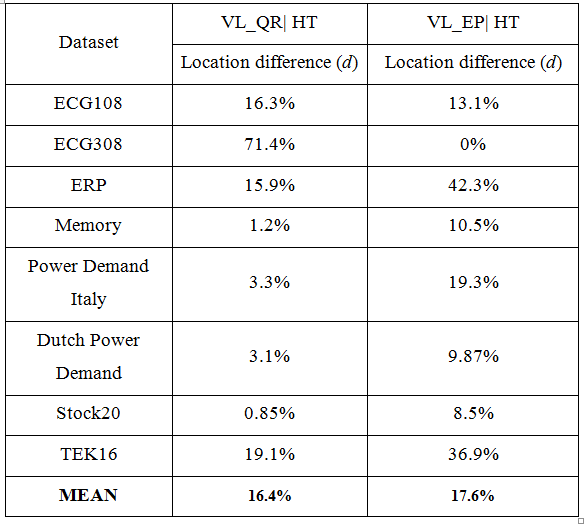 Dataset VL_QR| HT VL_EP| HT
Location difference (d) Location difference (d)
ECG108 16.3% 13.1%
ECG308 71.4% 0%
ERP 15.9% 42.3%
Memory 1.2% 10.5%
Power Demand
Italy 3.3% 19.3%
Dutch Power
Demand 3.1% 9.87%
Stock20 0.85% 8.5%
TEK16 19.1% 36.9%
MEAN 16.4% 17.6%